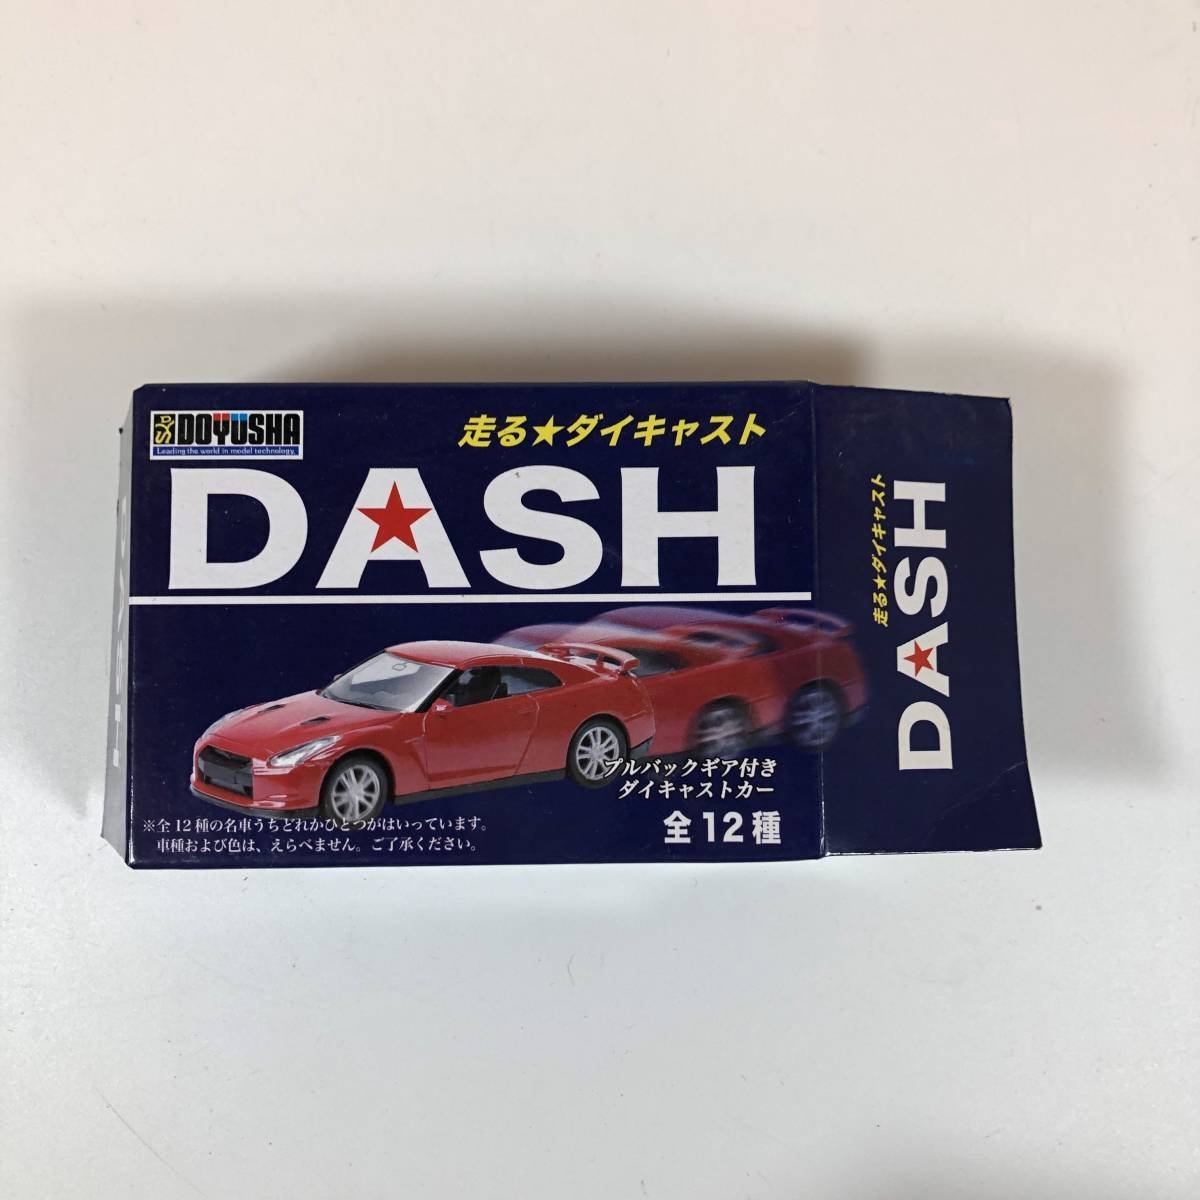 DOYUSHA
Leading the world in model technology.
走る★ダイキャスト
DASH
プルバックギア付き
ダイキャストカー
全12種
※全12種の名車うちどれかひとつがはいっています。
車種および色は、えらべません。ご了承ください。
走る★ダイキャスト
DASH